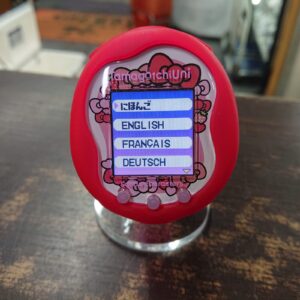 TamagotchiUni
にほんご
ENGLISH
FRANÇAIS
DEUTSCH